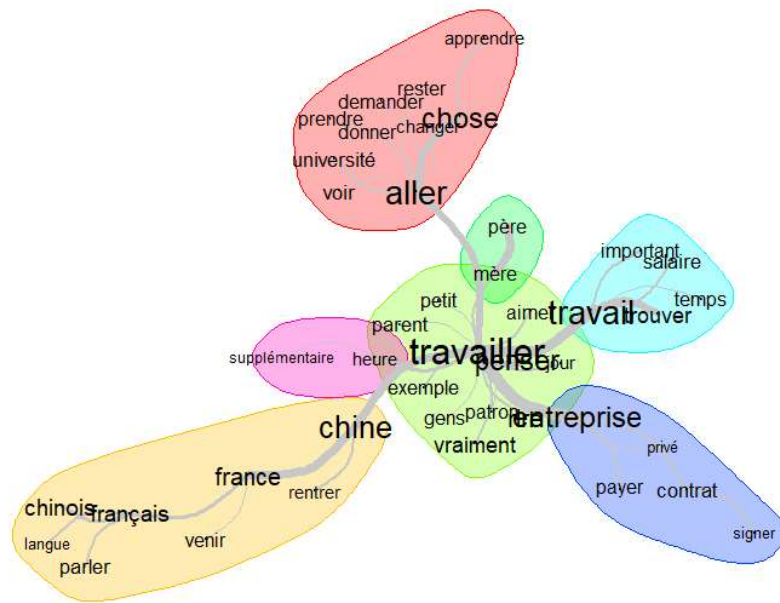 apprendre
rester
demander
prendre
chose
changer
donner
université
voir
aller
père
mère
important
salaire
petit
temps
aimer
travail
trouver
parent
travailler
penser
jour
supplémentaire
heure
exemple
patron
gens
entreprise
chine
vraiment
privé
france
payer
contrat
rentrer
chinois
français
signer
venir
langue
parler